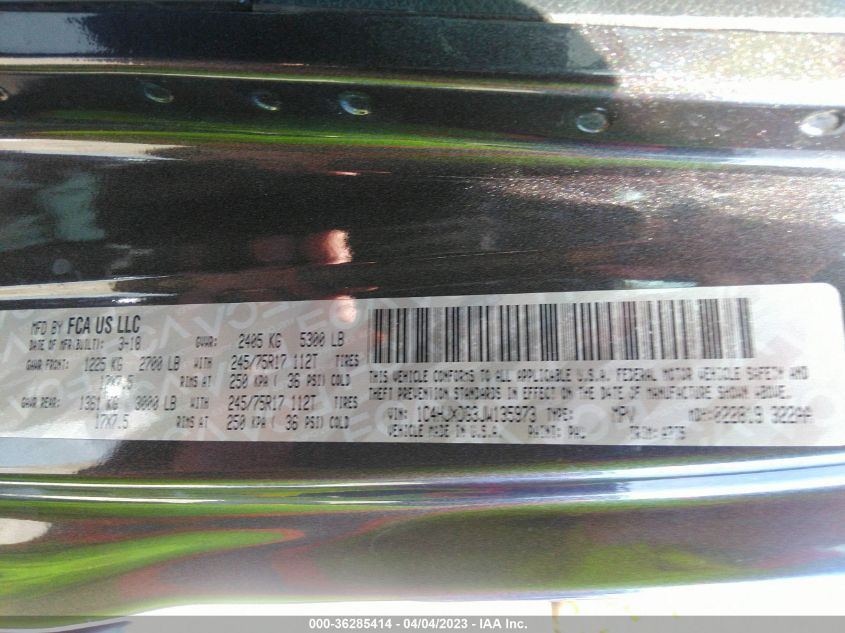 MFD BY FCA US LLC
DATE OF MFR.(BUILT): 3-18 GVWR: 2405 KG 5300 LB
GAWR FRONT: 1225 KG 2700 LB WITH 245/75R17 112T TIRES
17X7.5 RIMS AT 250 KPA ( 36 PSI) COLD
GAWR REAR: 1361 KG 3000 LB WITH 245/75R17 112T TIRES
17X7.5 RIMS AT 250 KPA ( 36 PSI) COLD
THIS VEHICLE CONFORMS TO ALL APPLICABLE U.S.A. FEDERAL MOTOR VEHICLE SAFETY AND
THEFT PREVENTION STANDARDS IN EFFECT ON THE DATE OF MANUFACTURE SHOWN ABOVE.
VIN: TYPE: MPV MDH:
MADE IN U.S.A. PAINT: TRIM:
000-36285414 / 04/04/2023 - IAA Inc.